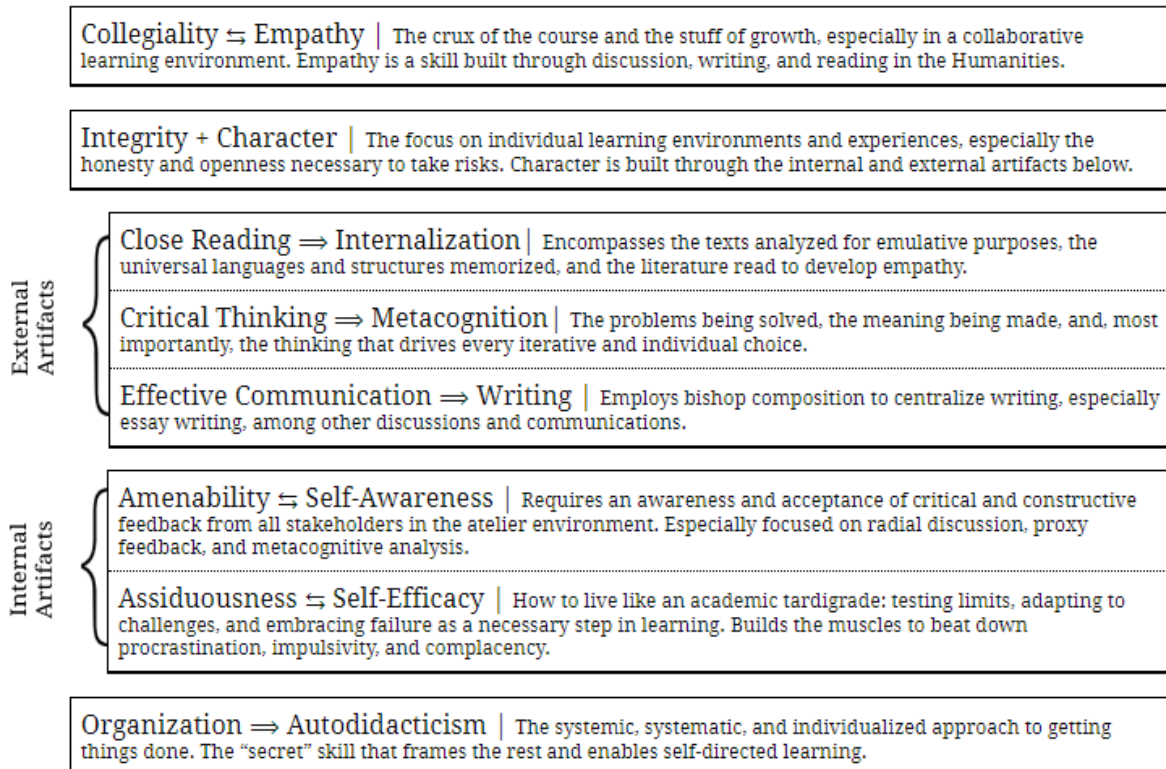 Collegiality ⇆ Empathy | The crux of the course and the stuff of growth, especially in a collaborative
learning environment. Empathy is a skill built through discussion, writing, and reading in the Humanities.
Integrity + Character | The focus on individual learning environments and experiences, especially the
honesty and openness necessary to take risks. Character is built through the internal and external artifacts below.
External
Artifacts
Close Reading ⇒ Internalization | Encompasses the texts analyzed for emulative purposes, the
universal languages and structures memorized, and the literature read to develop empathy.
Critical Thinking ⇒ Metacognition | The problems being solved, the meaning being made, and, most
importantly, the thinking that drives every iterative and individual choice.
Effective Communication ⇒ Writing | Employs bishop composition to centralize writing, especially
essay writing, among other discussions and communications.
Internal
Artifacts
Amenability ⇆ Self-Awareness | Requires an awareness and acceptance of critical and constructive
feedback from all stakeholders in the atelier environment. Especially focused on radial discussion, proxy
feedback, and metacognitive analysis.
Assiduousness ⇆ Self-Efficacy | How to live like an academic tardigrade: testing limits, adapting to
challenges, and embracing failure as a necessary step in learning. Builds the muscles to beat down
procrastination, impulsivity, and complacency.
Organization ⇒ Autodidacticism | The systemic, systematic, and individualized approach to getting
things done. The “secret” skill that frames the rest and enables self-directed learning.